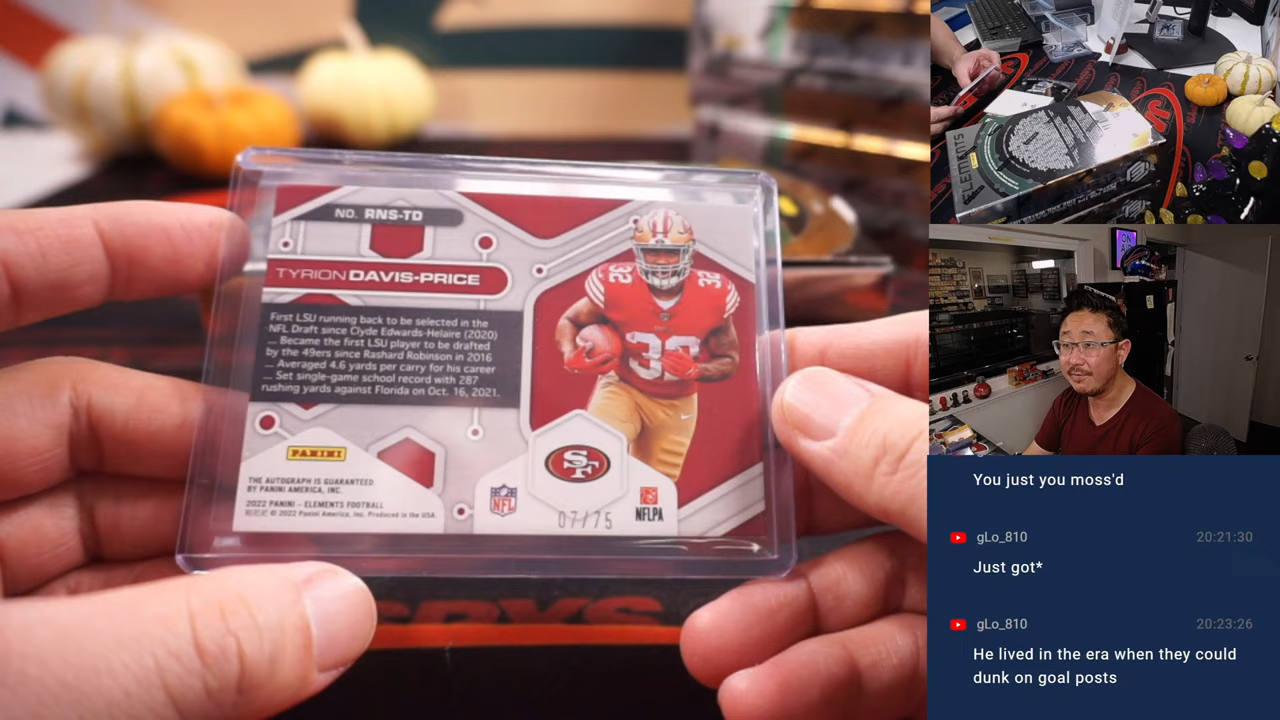 NO. RNS-TD
TYRION DAVIS-PRICE
First LSU running back to be selected in the
NFL Draft since Clyde Edwards-Helaire (2020)
... Became the first LSU player to be drafted
by the 49ers since Rashard Robinson in 2016
... Averaged 4.6 yards per carry for his career
... Set single-game school record with 287
rushing yards against Florida on Oct. 16, 2021.
32
32
32
PANINI
THE AUTOGRAPH IS GUARANTEED
BY PANINI AMERICA, INC.
2022 PANINI - ELEMENTS FOOTBALL
© 2022 Panini America, Inc. Produced in the USA.
NFL
SF
07/75
NFLPA
ELEMENTS
ON
You just you moss'd
gLo_810
20:21:30
Just got*
gLo_810
20:23:26
He lived in the era when they could
dunk on goal posts